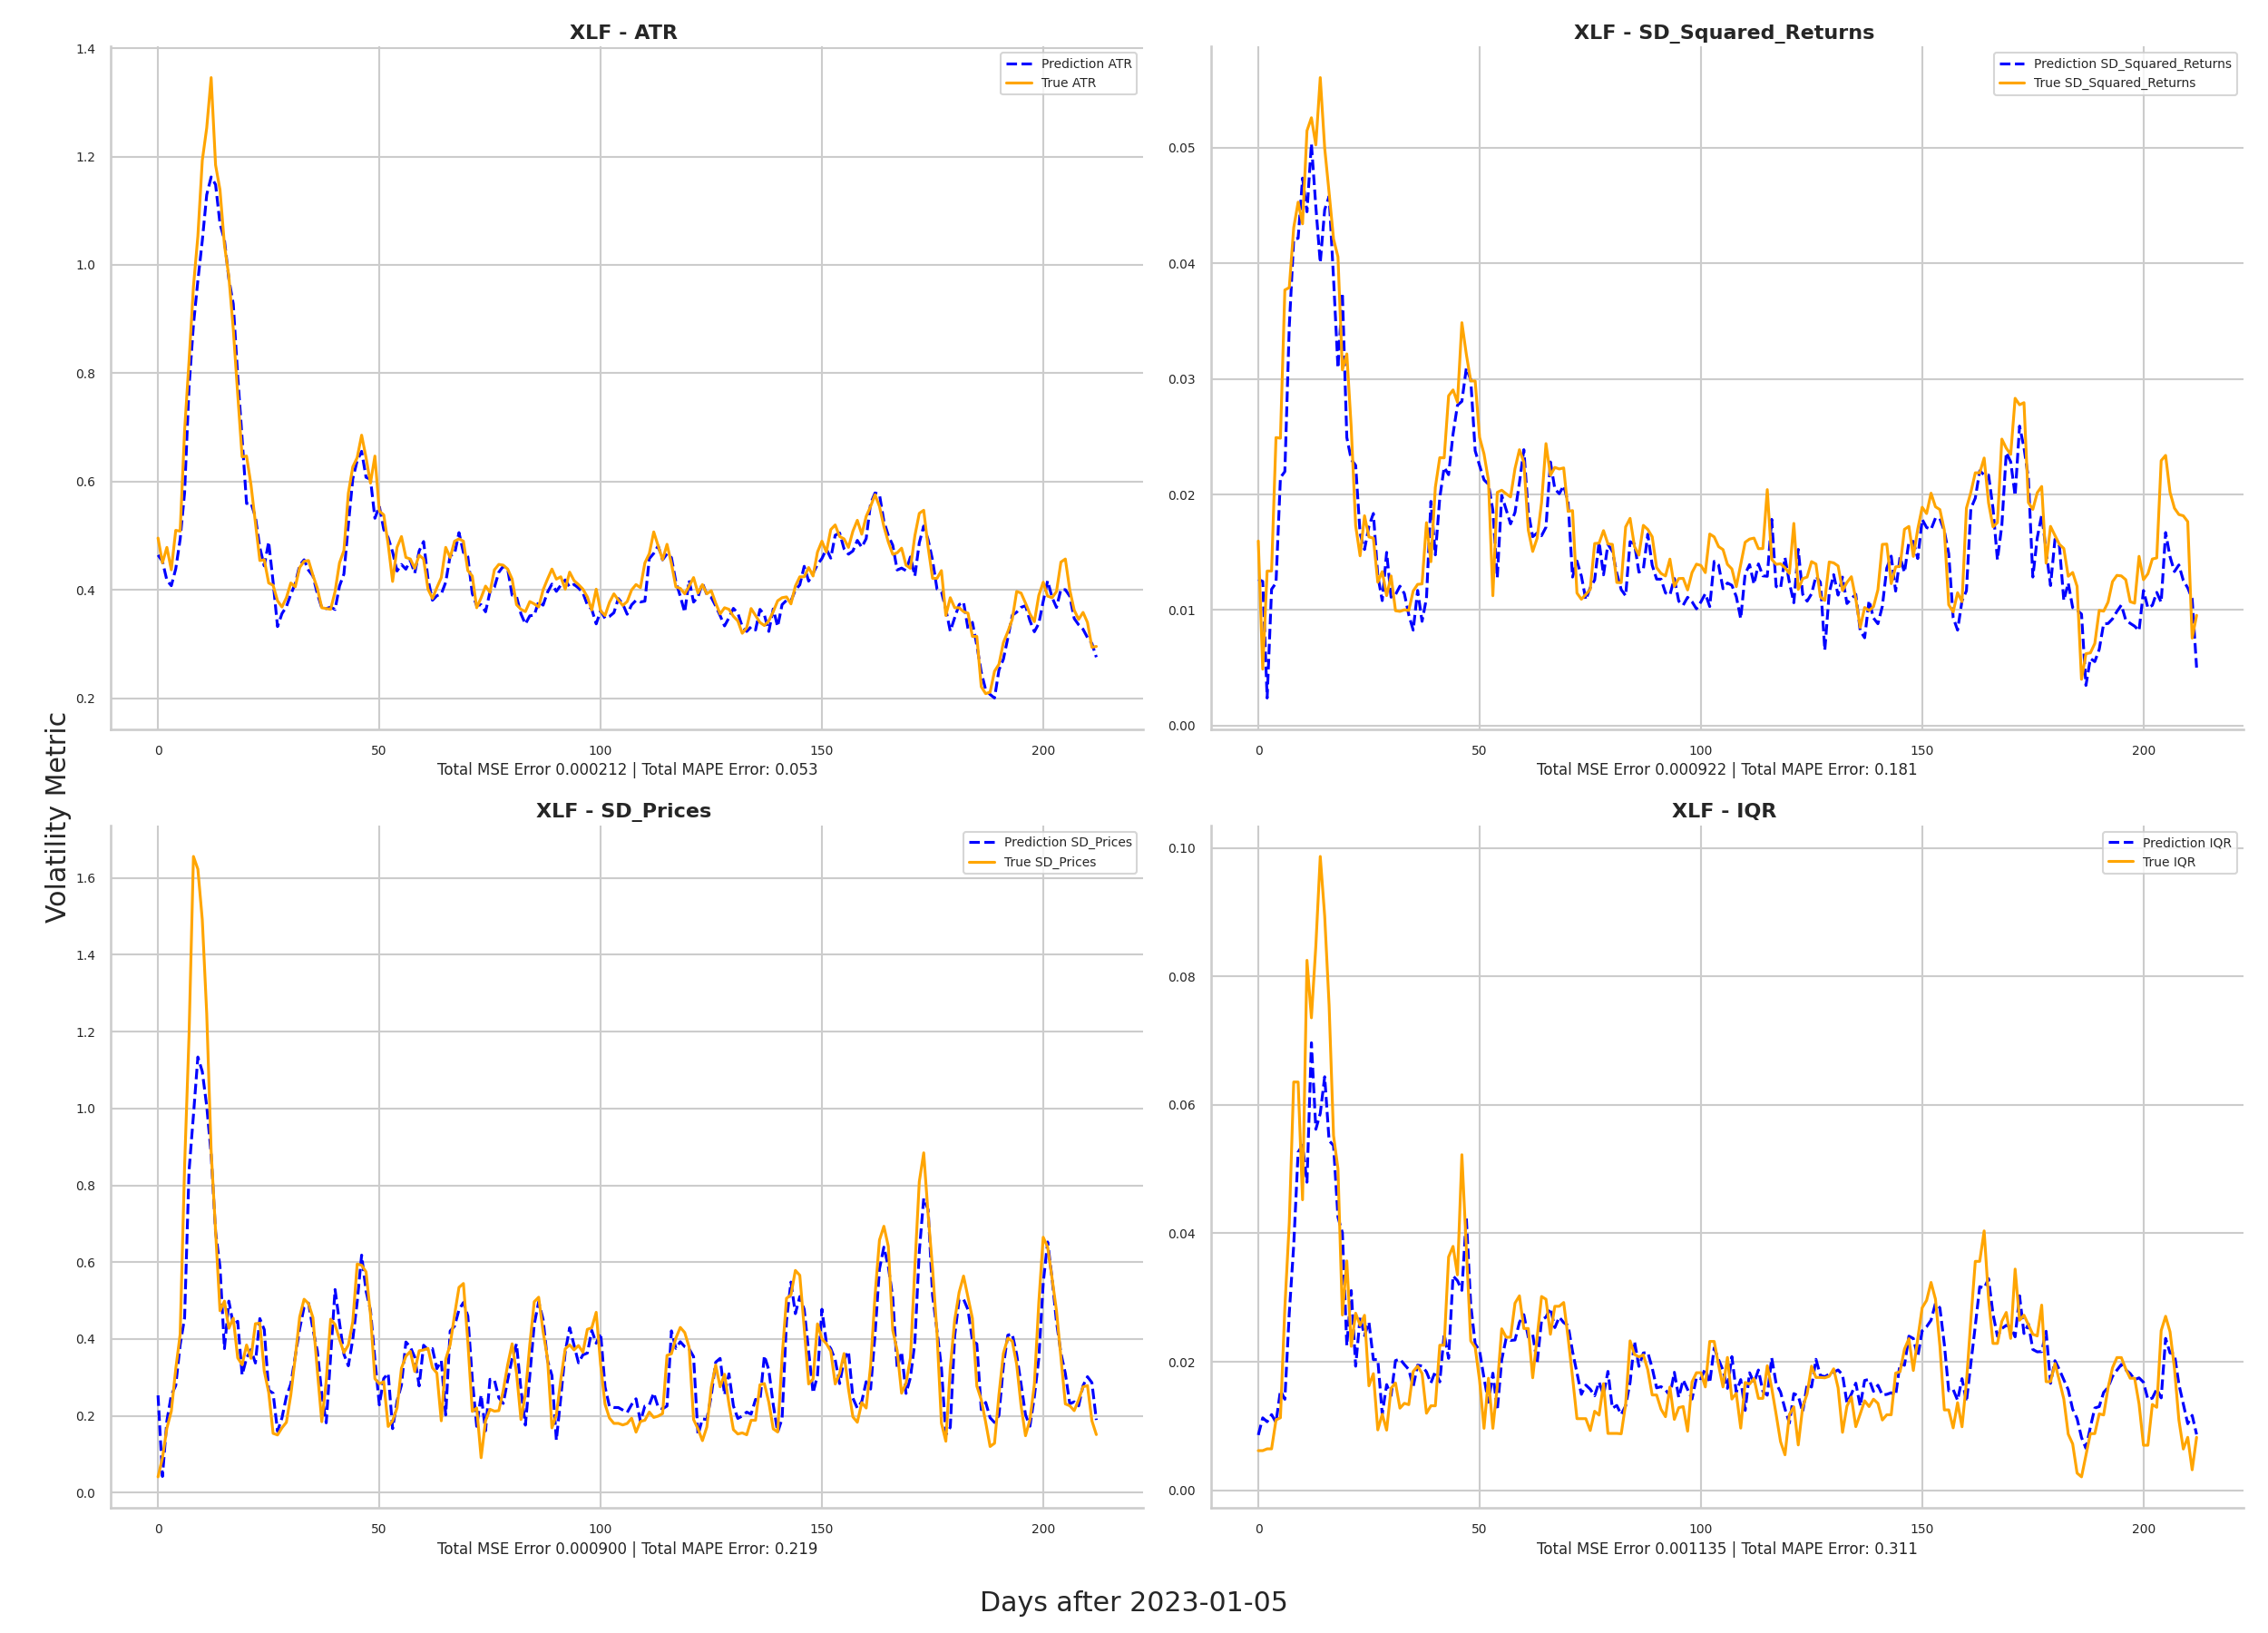 XLF - ATR
1.4
1.2
1.0
0.8
0.6
0.4
0.2
0 50 100 150 200
Prediction ATR
True ATR
Total MSE Error 0.000212 | Total MAPE Error: 0.053
XLF - SD_Squared_Returns
0.05
0.04
0.03
0.02
0.01
0.00
0 50 100 150 200
Prediction SD_Squared_Returns
True SD_Squared_Returns
Total MSE Error 0.000922 | Total MAPE Error: 0.181
Volatility Metric
XLF - SD_Prices
1.6
1.4
1.2
1.0
0.8
0.6
0.4
0.2
0.0
0 50 100 150 200
Prediction SD_Prices
True SD_Prices
Total MSE Error 0.000900 | Total MAPE Error: 0.219
XLF - IQR
0.10
0.08
0.06
0.04
0.02
0.00
0 50 100 150 200
Prediction IQR
True IQR
Total MSE Error 0.001135 | Total MAPE Error: 0.311
Days after 2023-01-05